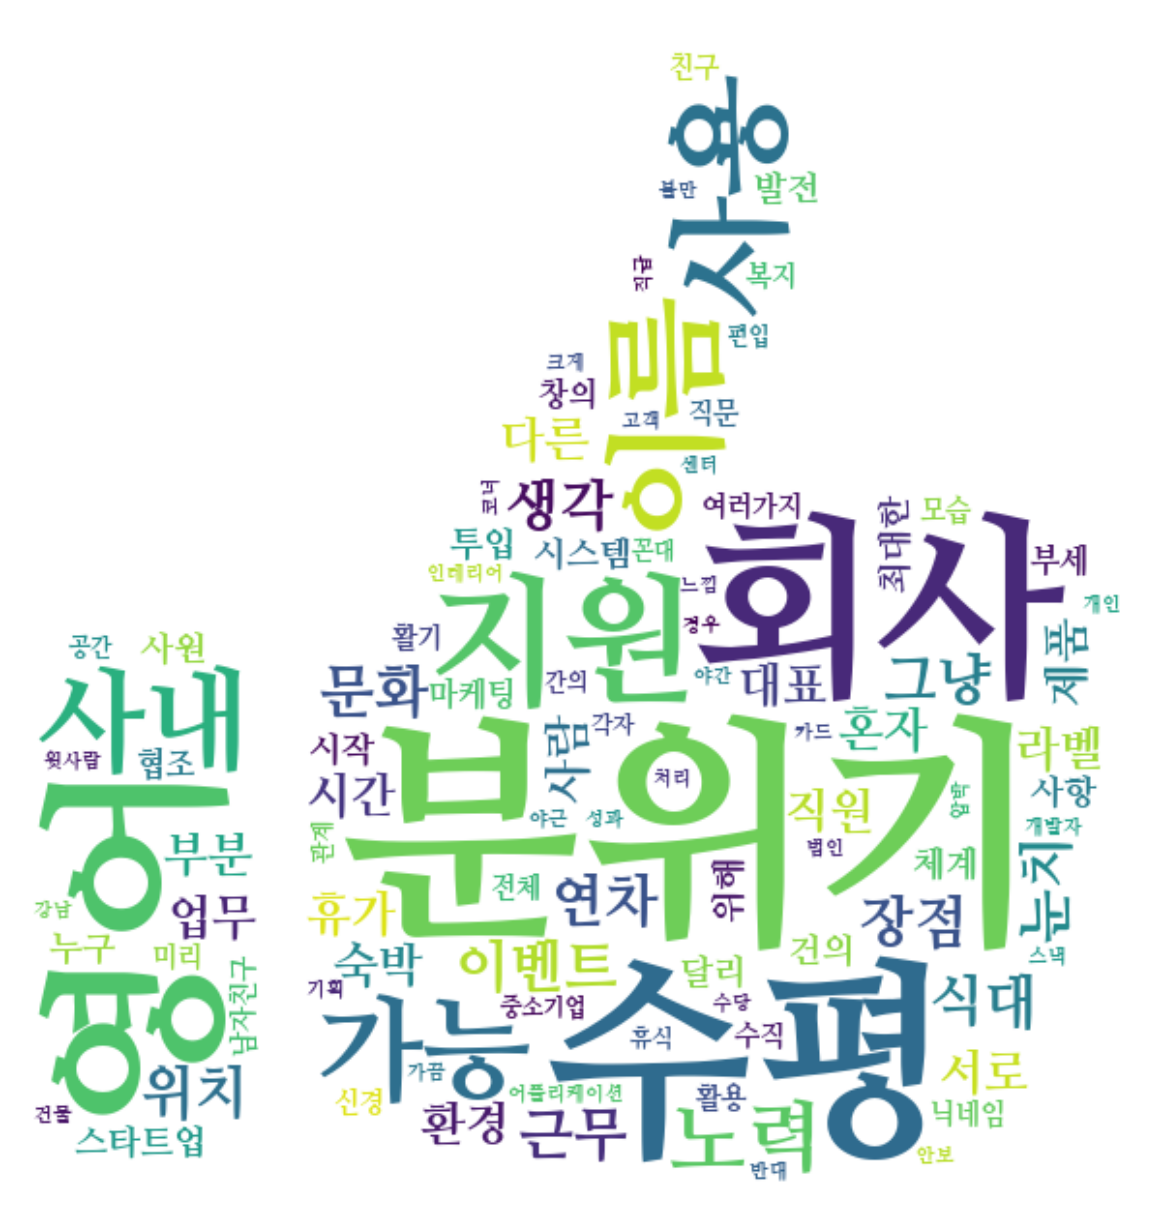 친구
사용
불만
발전
직급
복지
이름
편입
크게
창의
고객
직문
다른
센터
코너
생각
여러가지
회사
최대한
모습
투입
시스템
꼰대
부세
인테리어
지원
느낌
개인
활기
경우
제품
문화
마케팅
간의
야간
대표
그냥
공간
사원
사내
윗사람
협조
영어
부분
업무
강남
누구
미리
남자친구
위치
건물
스타트업
시작
사람
각자
카드
혼자
라벨
분위기
시간
처리
직원
압박
사항
관계
야근
성과
법인
개발자
체계
눈치
휴가
전체
연차
위해
장점
스낵
숙박
이벤트
달리
건의
식대
기획
가능
중소기업
수평
수당
휴식
수직
서로
가끔
신경
어플리케이션
활용
닉네임
환경
근무
노력
반대
안보